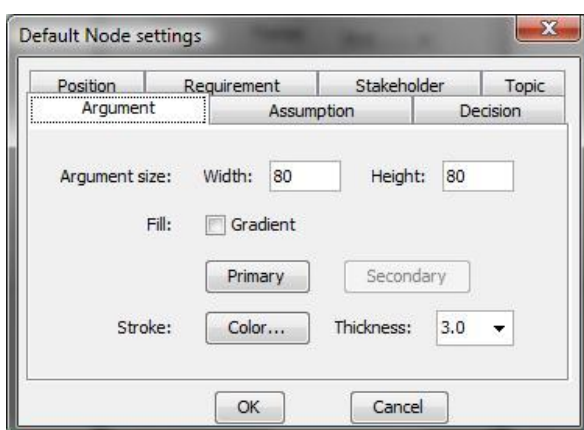 Default Node settings
Position Requirement Stakeholder Topic
Argument Assumption Decision
Argument size: Width: 80 Height: 80
Fill: Gradient
Primary Secondary
Stroke: Color... Thickness: 3.0
OK Cancel